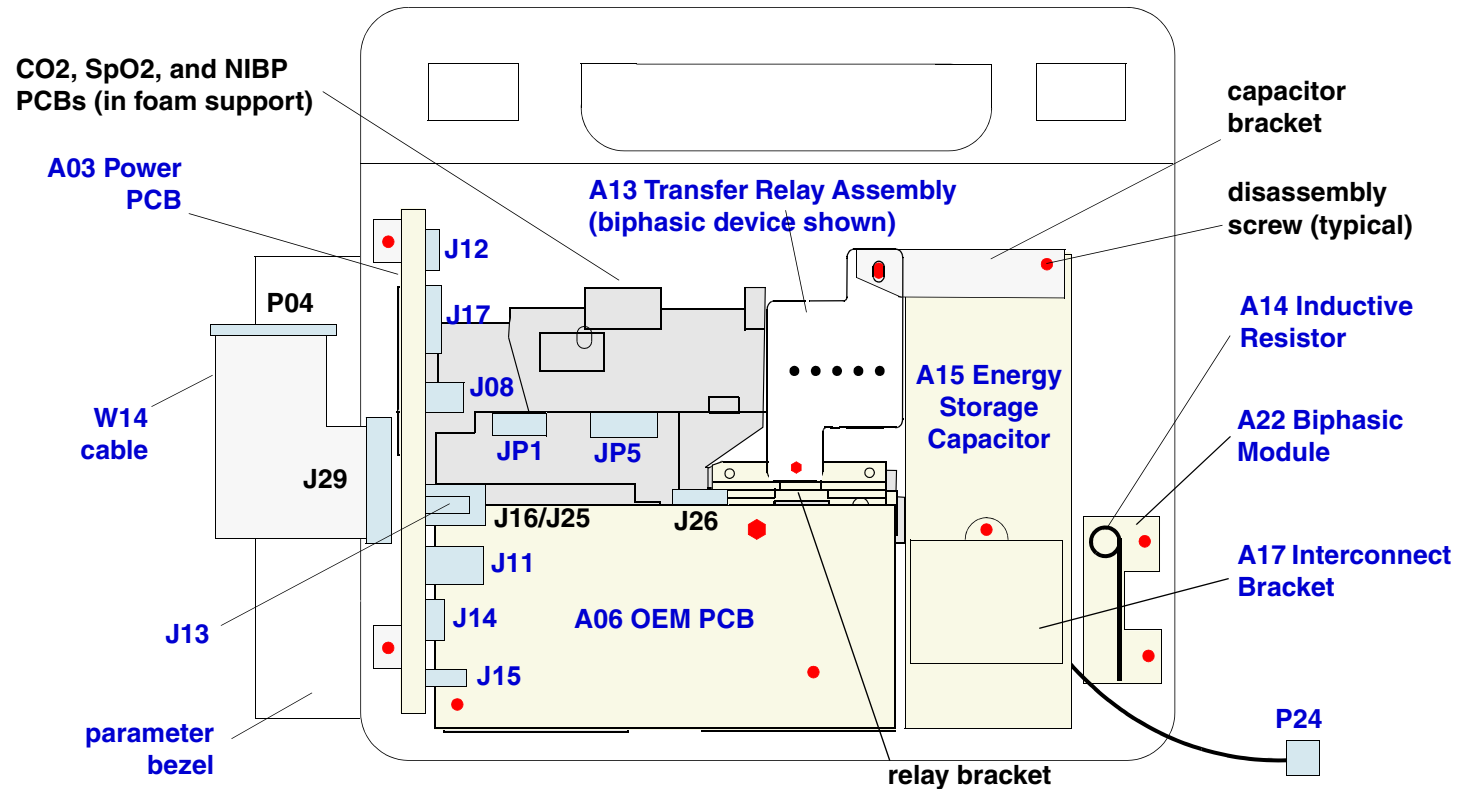 CO2, SpO2, and NIBP
PCBs (in foam support)
capacitor
bracket
A03 Power
PCB
A13 Transfer Relay Assembly
(biphasic device shown)
disassembly
screw (typical)
J12
P04
J17
A14 Inductive
Resistor
J08
A15 Energy
Storage
Capacitor
W14
cable
JP1
JP5
A22 Biphasic
Module
J29
J16/J25
J26
J11
A17 Interconnect
Bracket
J13
J14
A06 OEM PCB
J15
parameter
bezel
P24
relay bracket